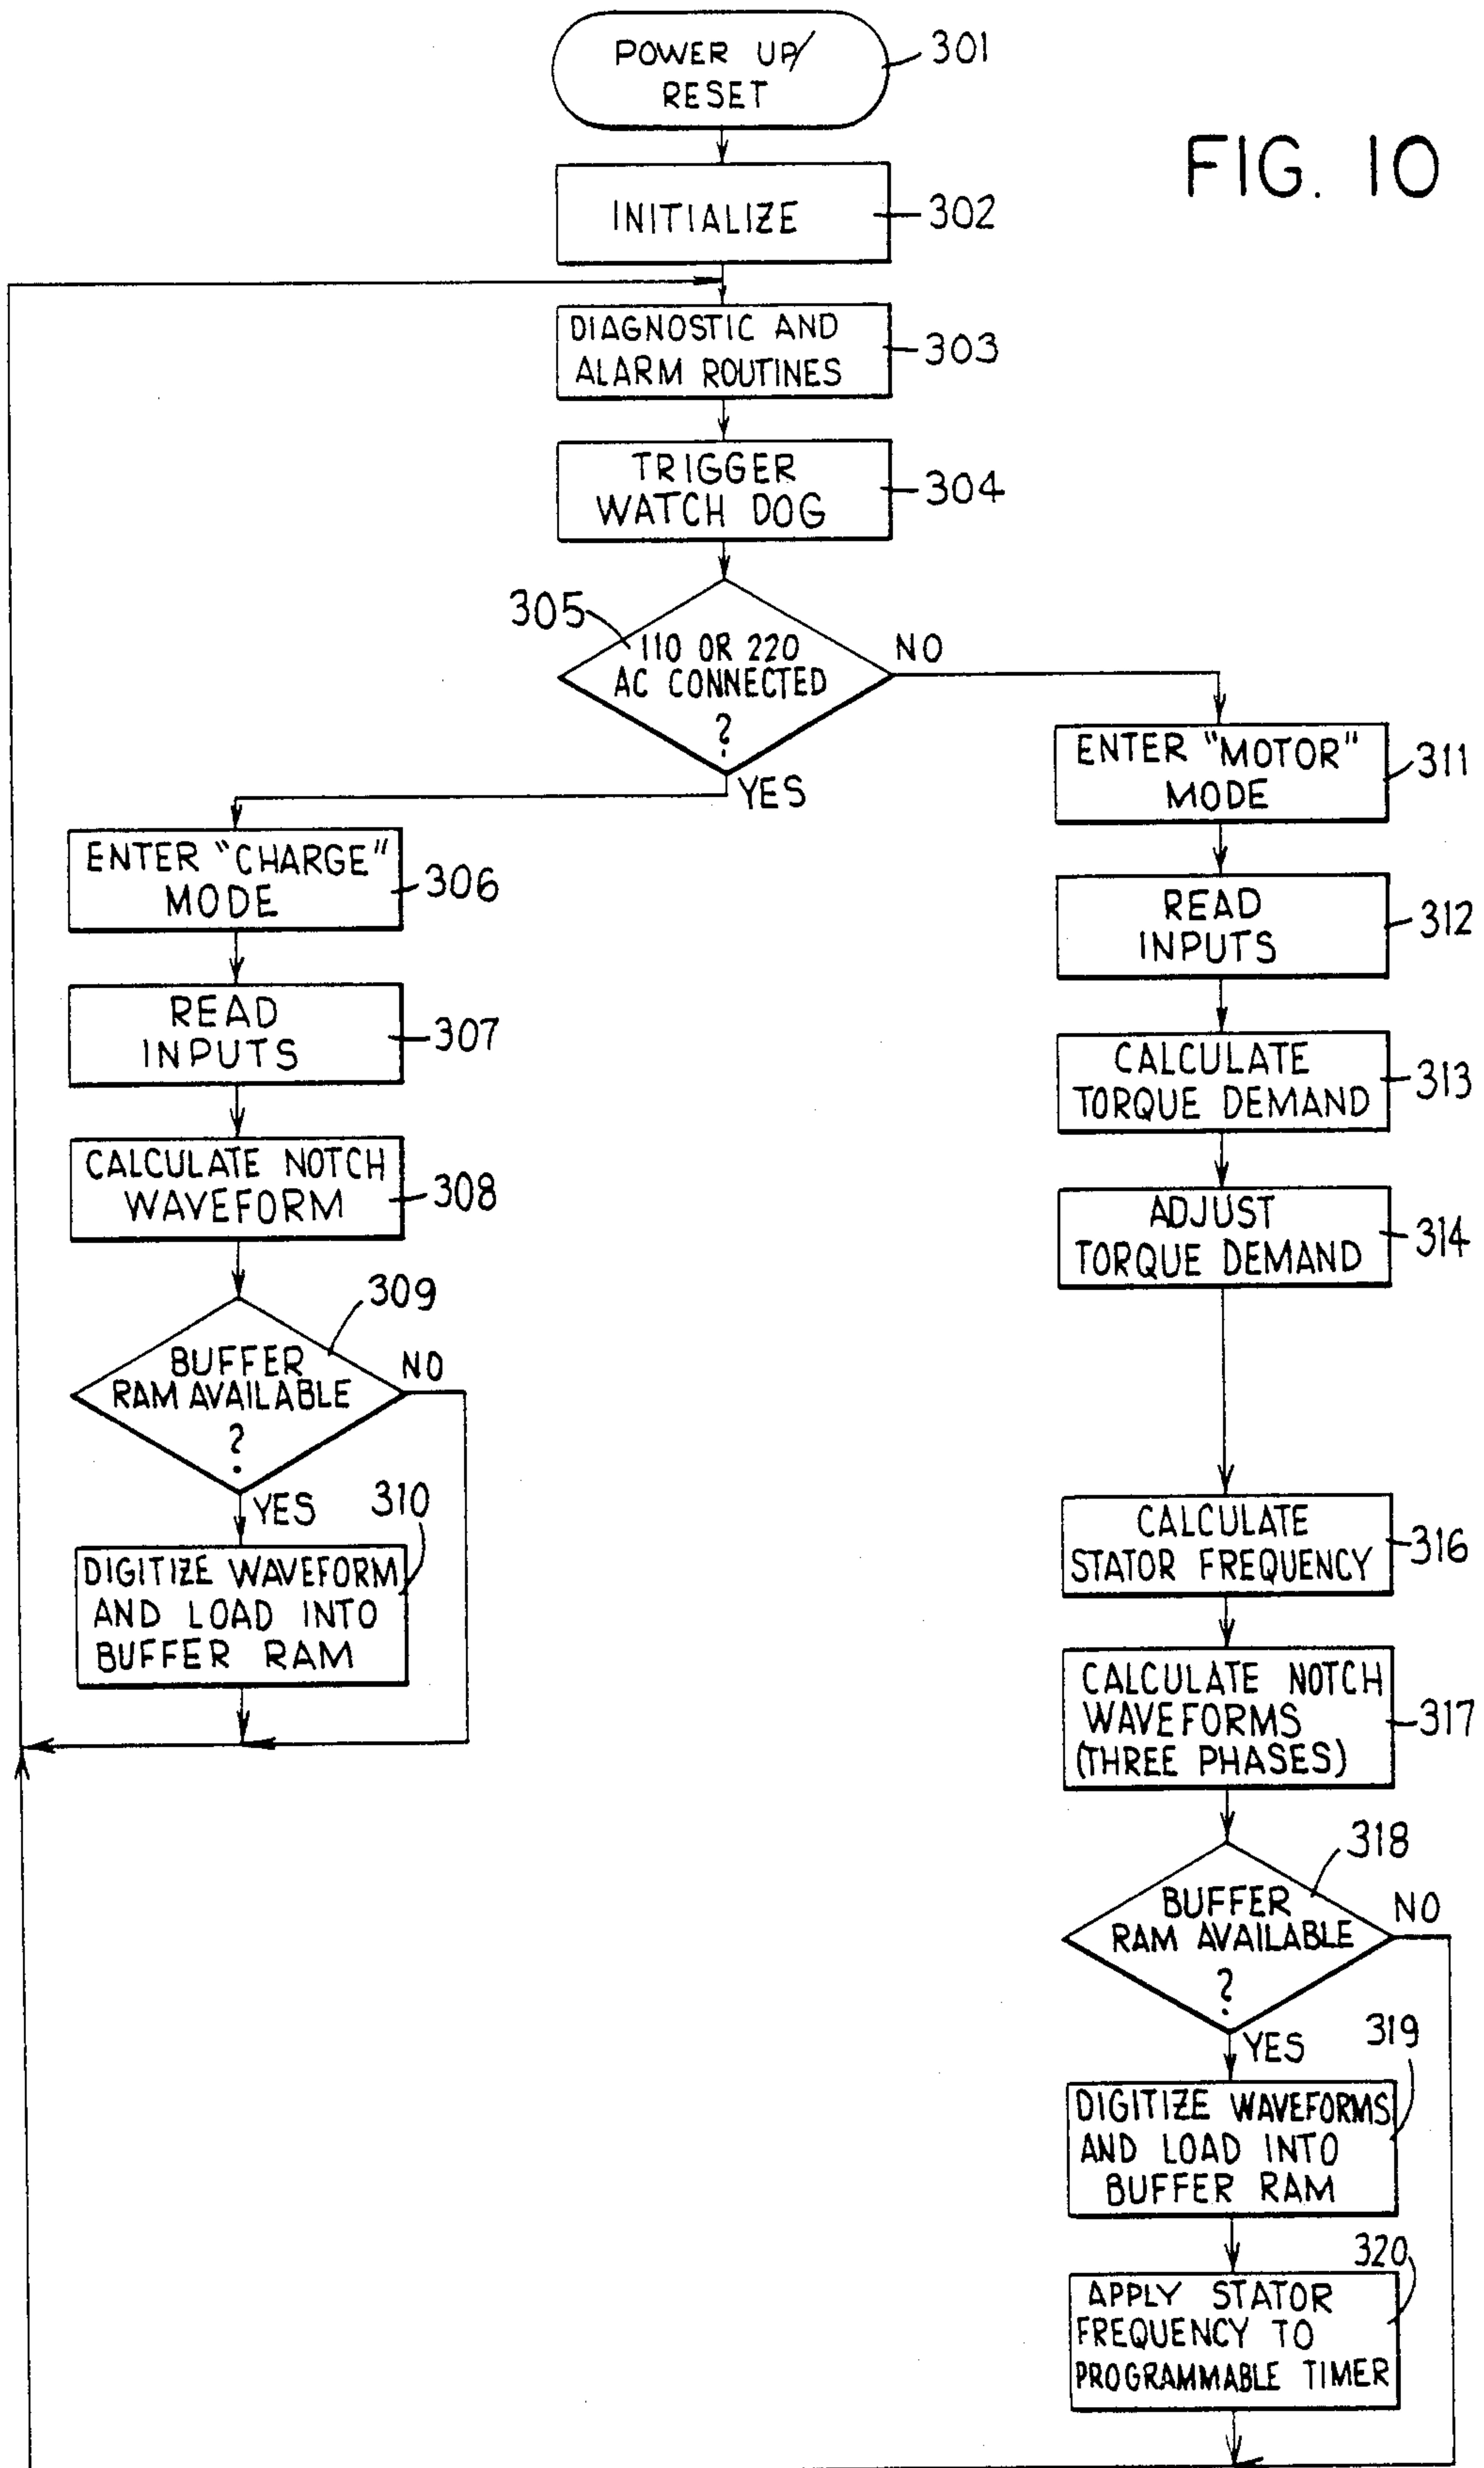 POWER UP/
RESET
301
FIG. 10
INITIALIZE
302
DIAGNOSTIC AND
ALARM ROUTINES
303
TRIGGER
WATCH DOG
304
305
110 OR 220
AC CONNECTED
?
NO
YES
ENTER "CHARGE"
MODE
306
READ
INPUTS
307
CALCULATE NOTCH
WAVEFORM
308
309
BUFFER
RAM AVAILABLE
?
NO
YES
310
DIGITIZE WAVEFORM
AND LOAD INTO
BUFFER RAM
ENTER "MOTOR"
MODE
311
READ
INPUTS
312
CALCULATE
TORQUE DEMAND
313
ADJUST
TORQUE DEMAND
314
CALCULATE
STATOR FREQUENCY
316
CALCULATE NOTCH
WAVEFORMS
(THREE PHASES)
317
318
BUFFER
RAM AVAILABLE
?
NO
YES
319
DIGITIZE WAVEFORMS
AND LOAD INTO
BUFFER RAM
320
APPLY STATOR
FREQUENCY TO
PROGRAMMABLE TIMER